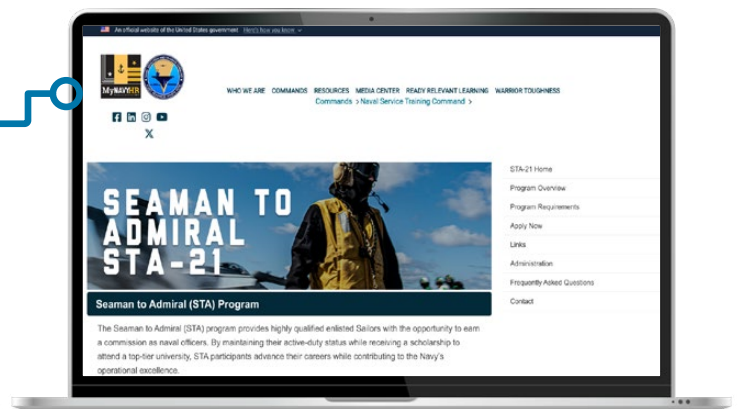 An official website of the United States government Here's how you know
MyNAVYHR
WHO WE ARE COMMANDS RESOURCES MEDIA CENTER READY RELEVANT LEARNING WARRIOR TOUGHNESS
Commands > Naval Service Training Command >
SEAMAN TO
ADMIRAL
STA-21
Seaman to Admiral (STA) Program
The Seaman to Admiral (STA) program provides highly qualified enlisted Sailors with the opportunity to earn
a commission as naval officers. By maintaining their active-duty status while receiving a scholarship to
attend a top-tier university, STA participants advance their careers while contributing to the Navy's
operational excellence.
STA-21 Home
Program Overview
Program Requirements
Apply Now
Links
Administration
Frequently Asked Questions
Contact